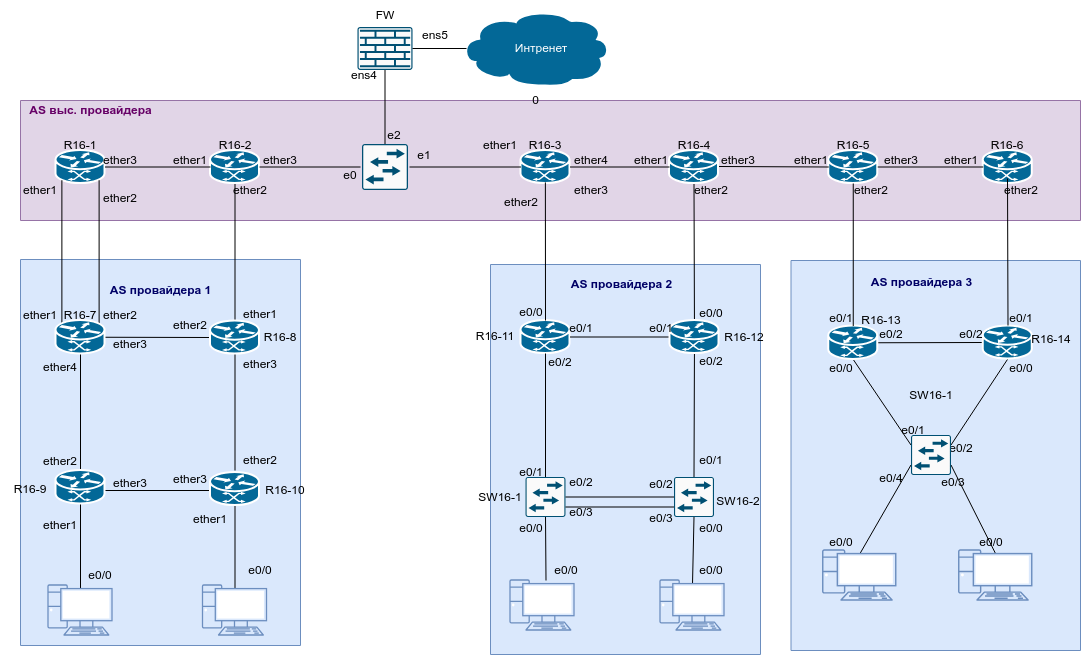 FW
ens5
Интренет
ens4
0
AS выс. провайдера
e2
R16-1
R16-2
R16-3
R16-4
R16-5
R16-6
ether3
ether1
ether3
e0
e1
ether1
ether4
ether1
ether3
ether1
ether3
ether1
ether1
ether2
ether2
ether2
ether3
ether2
ether2
ether2
AS провайдера 1
AS провайдера 2
AS провайдера 3
ether1
R16-7
ether2
ether1
ether2
ether3
R16-8
ether4
ether3
e0/0
e0/0
R16-11
e0/1
e0/1
R16-12
e0/2
e0/2
e0/1
R16-13
e0/2
e0/2
e0/1
R16-14
e0/0
e0/0
SW16-1
e0/1
e0/2
e0/4
e0/3
ether2
ether2
R16-9
ether3
ether3
R16-10
ether1
ether1
e0/1
e0/1
SW16-1
e0/2
e0/2
SW16-2
e0/3
e0/3
e0/0
e0/0
e0/0
e0/0
e0/0
e0/0
e0/0
e0/0